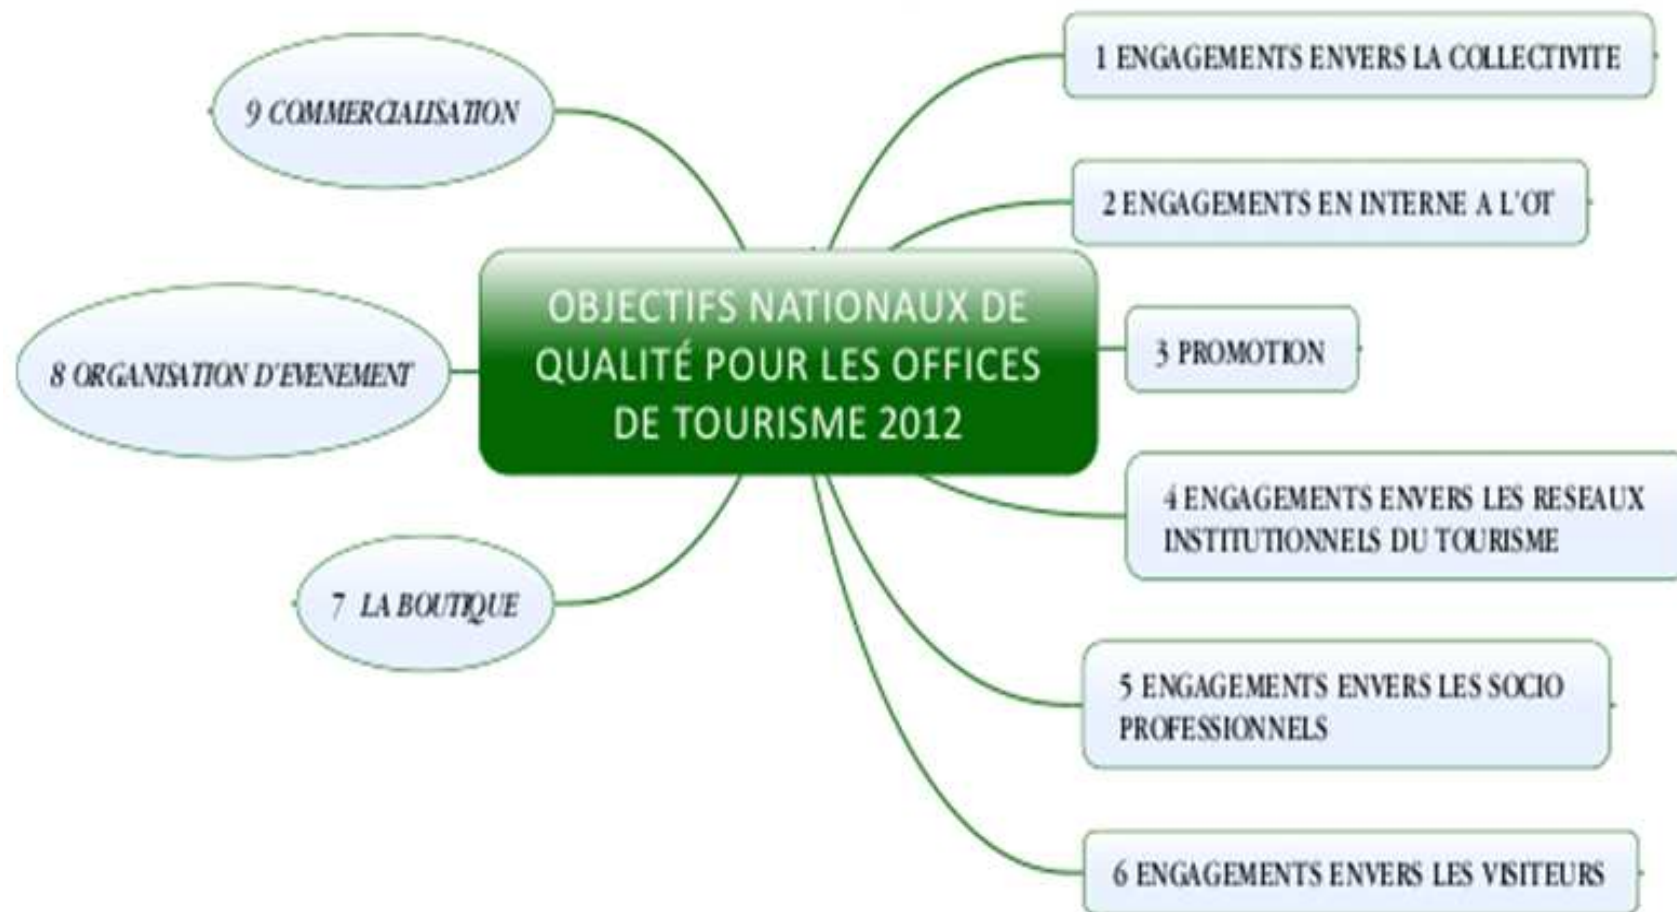 OBJECTIFS NATIONAUX DE
QUALITÉ POUR LES OFFICES
DE TOURISME 2012
1 ENGAGEMENTS ENVERS LA COLLECTIVITE
2 ENGAGEMENTS EN INTERNE A L'OT
3 PROMOTION
4 ENGAGEMENTS ENVERS LES RESEAUX
INSTITUTIONNELS DU TOURISME
5 ENGAGEMENTS ENVERS LES SOCIO
PROFESSIONNELS
6 ENGAGEMENTS ENVERS LES VISITEURS
7 LA BOUTIQUE
8 ORGANISATION D'EVENEMENT
9 COMMERCIALISATION